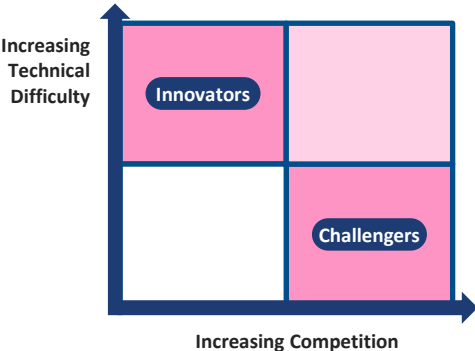 Increasing
Technical
Difficulty
Innovators
Challengers
Increasing Competition